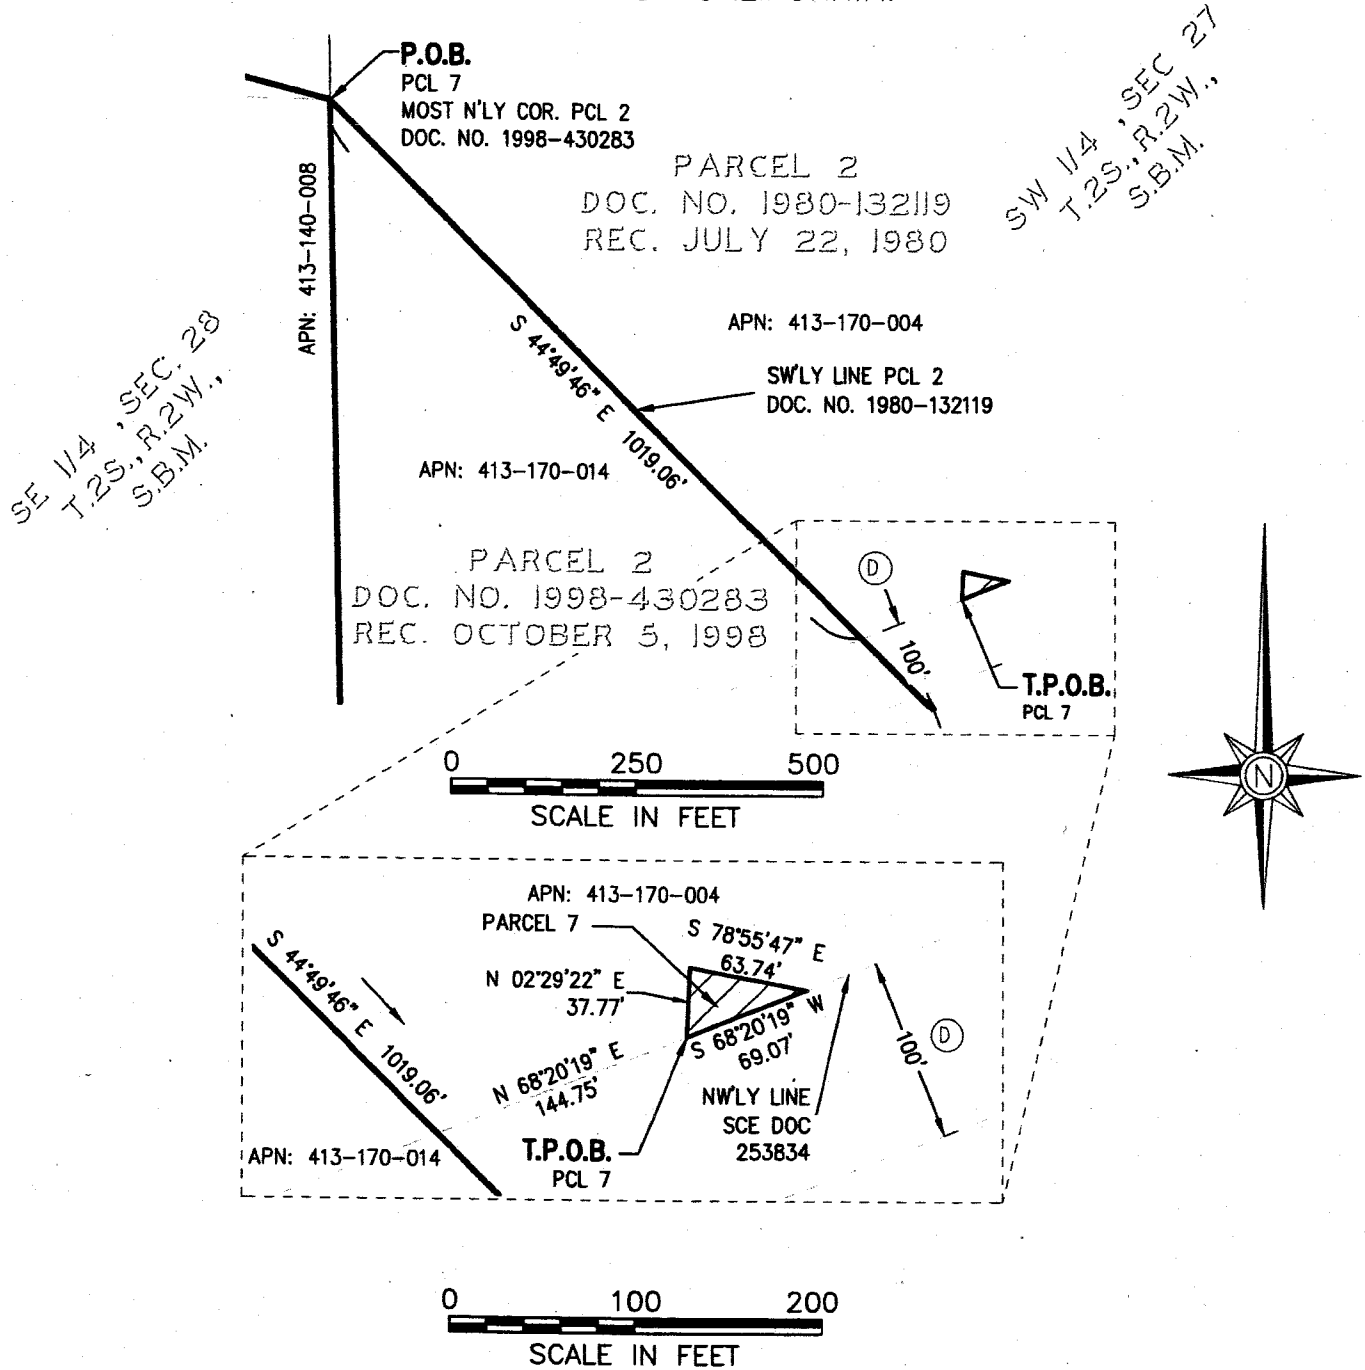 P.O.B.
PCL 7
MOST N'LY COR. PCL 2
DOC. NO. 1998-430283
SW 1/4 , SEC 27
T.2S., R.2W.,
S.B.M.
PARCEL 2
DOC. NO. 1980-132119
REC. JULY 22, 1980
APN: 413-140-008
APN: 413-170-004
SE 1/4 , SEC. 28
T.2S., R.2W.,
S.B.M.
S 44°49'46" E 1019.06'
SW'LY LINE PCL 2
DOC. NO. 1980-132119
APN: 413-170-014
PARCEL 2
DOC. NO. 1998-430283
REC. OCTOBER 5, 1998
D
100'
T.P.O.B.
PCL 7
N
0 250 500
SCALE IN FEET
APN: 413-170-004
PARCEL 7
S 78°55'47" E
63.74'
N 02°29'22" E
37.77'
S 44°49'46" E 1019.06'
S 68°20'19" W
69.07'
N 68°20'19" E
144.75'
100'
D
NW'LY LINE
SCE DOC
253834
T.P.O.B.
PCL 7
APN: 413-170-014
0 100 200
SCALE IN FEET